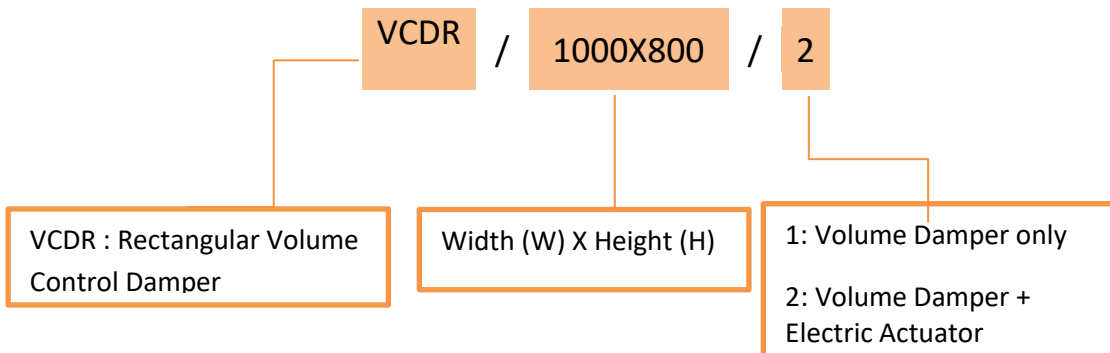 VCDR / 1000X800 / 2
VCDR : Rectangular Volume
Control Damper
Width (W) X Height (H)
1: Volume Damper only
2: Volume Damper +
Electric Actuator